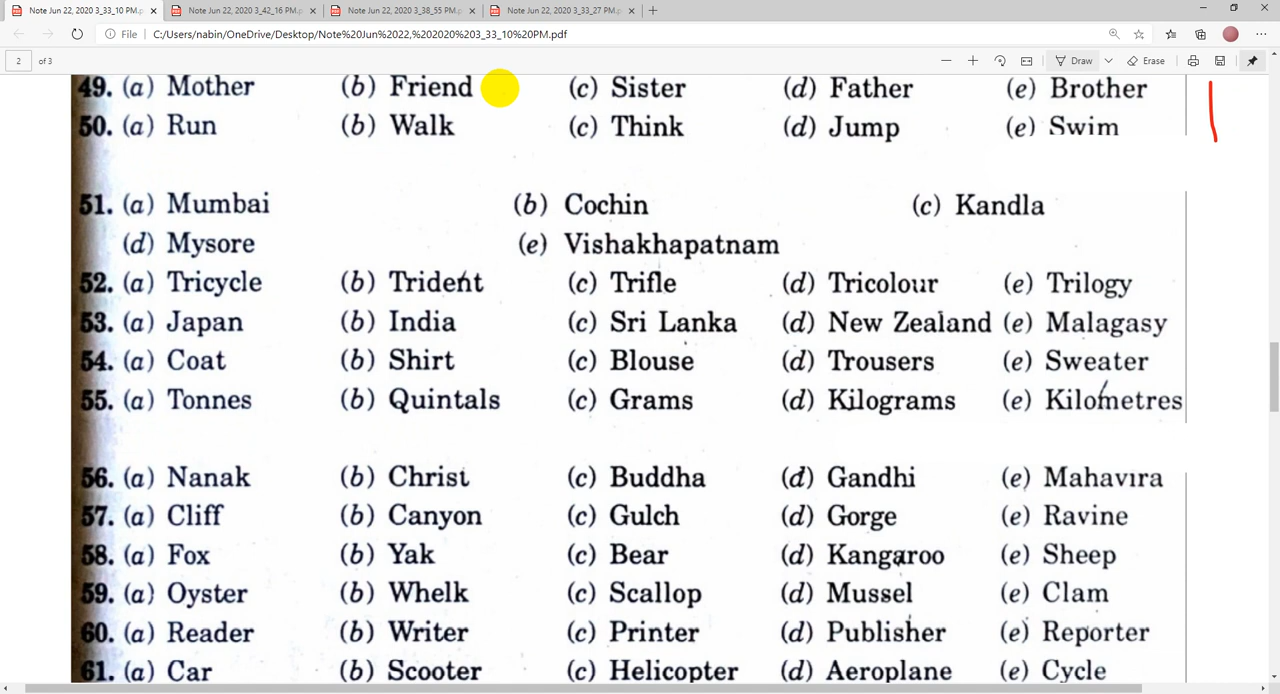 Note Jun 22, 2020 3_33_10 PM.p
Note Jun 22, 2020 3_42_16 PM.p
Note Jun 22, 2020 3_38_55 PM.p
Note Jun 22, 2020 3_33_27 PM.p
File C:/Users/nabin/OneDrive/Desktop/Note%20Jun%2022,%202020%203_33_10%20PM.pdf
2 of 3 Draw Erase
49. (a) Mother (b) Friend (c) Sister (d) Father (e) Brother
50. (a) Run (b) Walk (c) Think (d) Jump (e) Swim
51. (a) Mumbai (b) Cochin (c) Kandla
(d) Mysore (e) Vishakhapatnam
52. (a) Tricycle (b) Trident (c) Trifle (d) Tricolour (e) Trilogy
53. (a) Japan (b) India (c) Sri Lanka (d) New Zealand (e) Malagasy
54. (a) Coat (b) Shirt (c) Blouse (d) Trousers (e) Sweater
55. (a) Tonnes (b) Quintals (c) Grams (d) Kilograms (e) Kilometres
56. (a) Nanak (b) Christ (c) Buddha (d) Gandhi (e) Mahavira
57. (a) Cliff (b) Canyon (c) Gulch (d) Gorge (e) Ravine
58. (a) Fox (b) Yak (c) Bear (d) Kangaroo (e) Sheep
59. (a) Oyster (b) Whelk (c) Scallop (d) Mussel (e) Clam
60. (a) Reader (b) Writer (c) Printer (d) Publisher (e) Reporter
61. (a) Car (b) Scooter (c) Helicopter (d) Aeroplane (e) Cycle